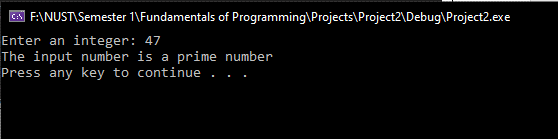 F:\NUST\Semester 1\Fundamentals of Programming\Projects\Project2\Debug\Project2.exe
Enter an integer: 47
The input number is a prime number
Press any key to continue . . .